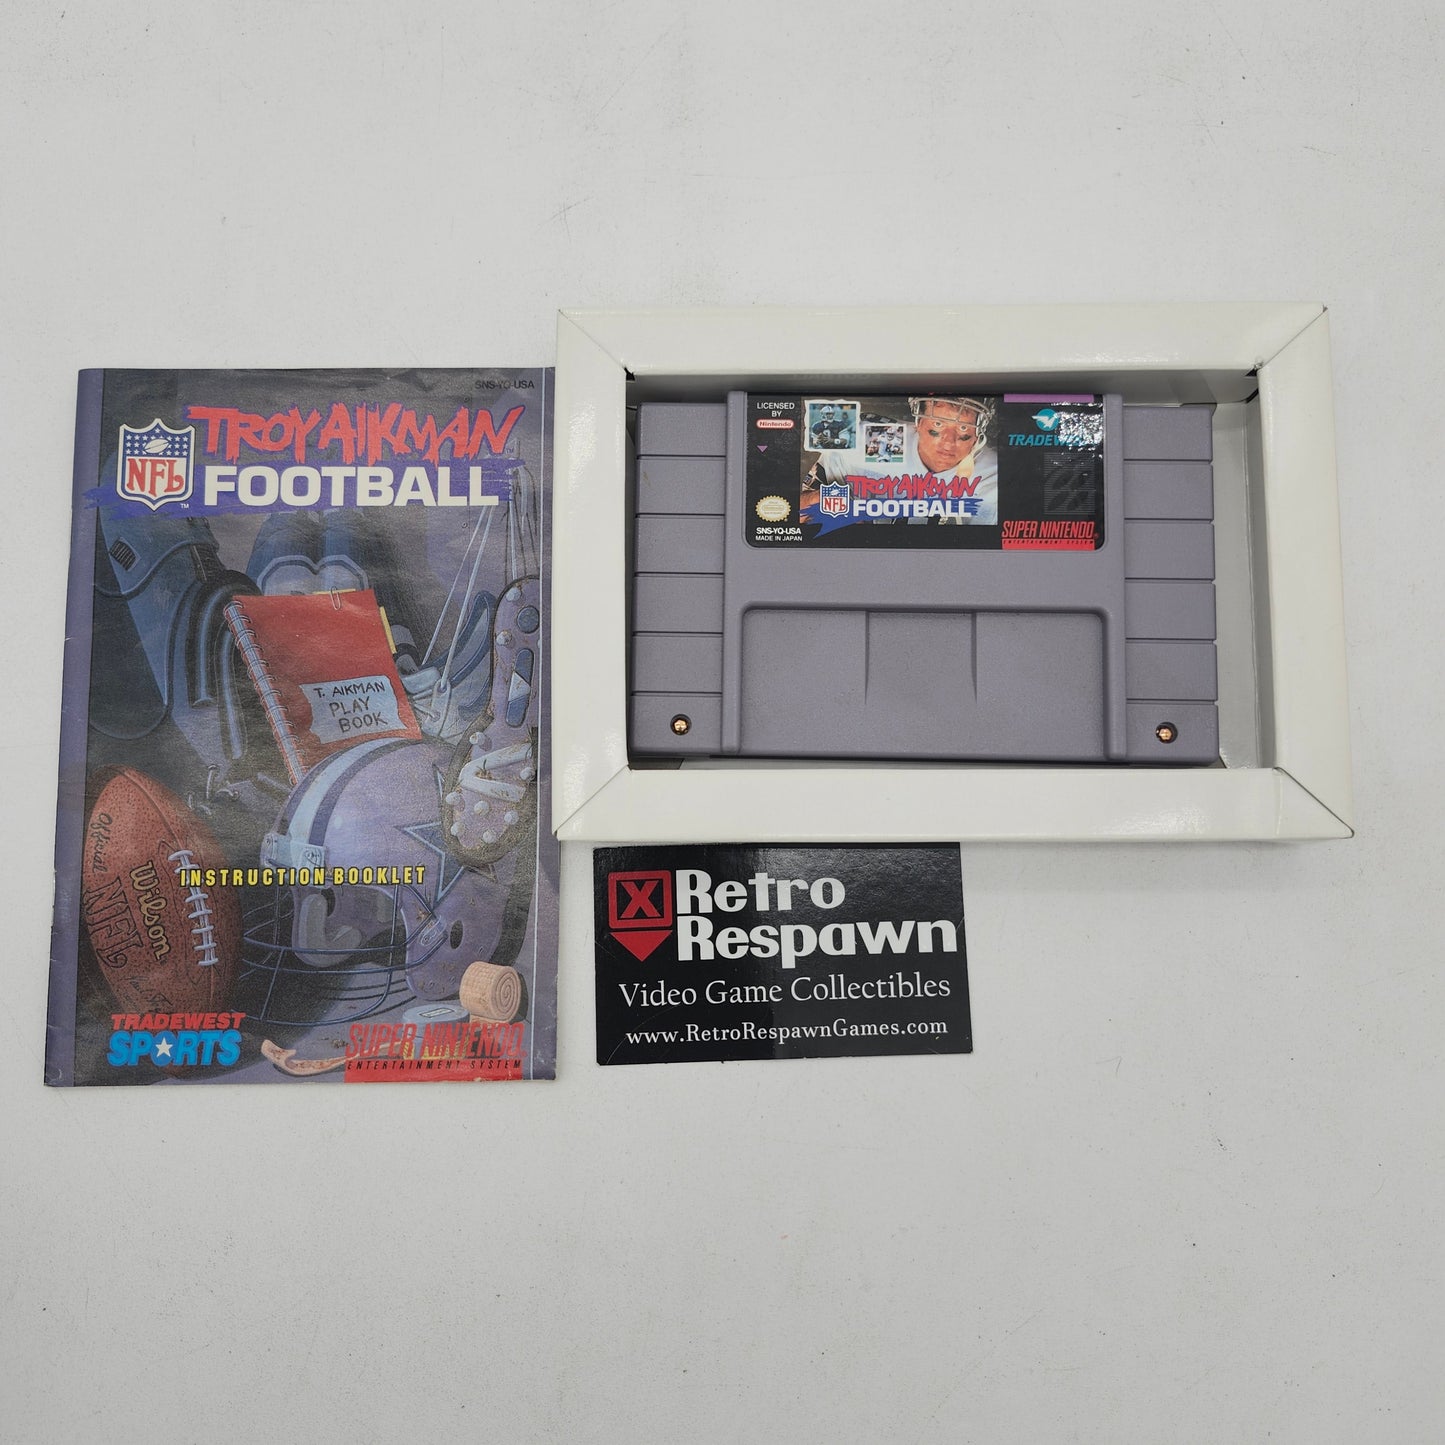 SNS-YQ-USA
TROY AIKMAN
NFL
FOOTBALL
T. AIKMAN
PLAY
BOOK
Official
Wilson
NFL
INSTRUCTION BOOKLET
TRADEWEST
SPORTS
SUPER NINTENDO
ENTERTAINMENT SYSTEM
LICENSED
BY
Nintendo
TRADEWEST
TROY AIKMAN
NFL
FOOTBALL
SNS-YQ-USA
MADE IN JAPAN
SUPER NINTENDO
ENTERTAINMENT SYSTEM
X Retro
Respawn
Video Game Collectibles
www.RetroRespawnGames.com